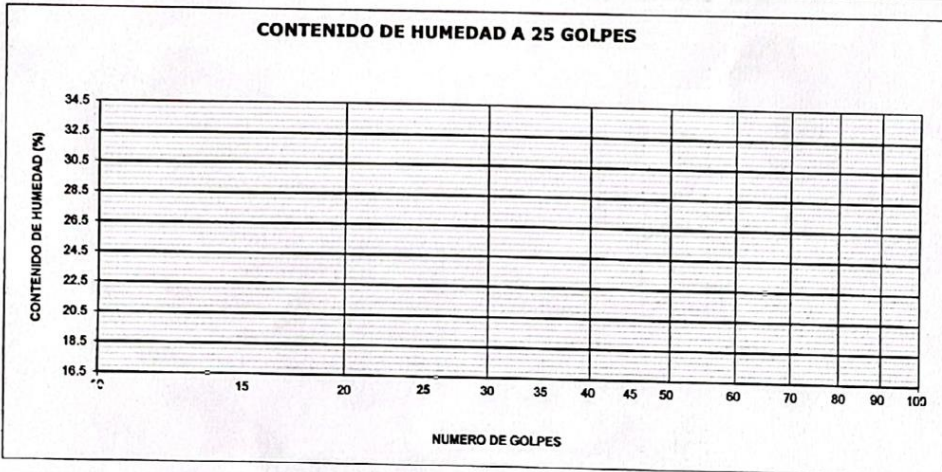 CONTENIDO DE HUMEDAD A 25 GOLPES
CONTENIDO DE HUMEDAD (%)
34.5
32.5
30.5
28.5
26.5
24.5
22.5
20.5
18.5
16.5
15 20 25 30 35 40 45 50 60 70 80 90 100
NUMERO DE GOLPES